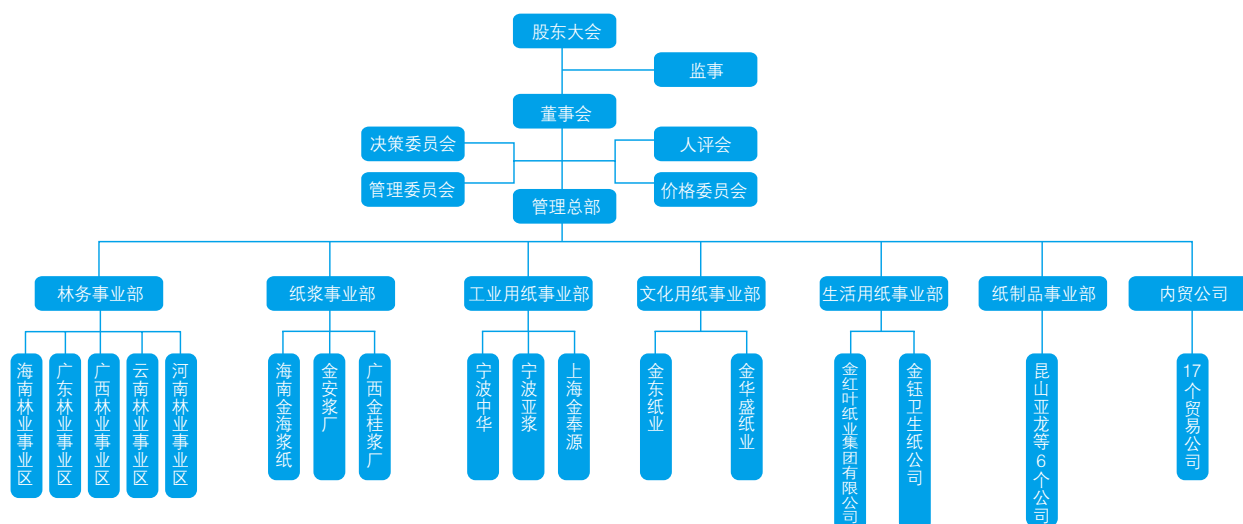 股东大会
监事
董事会
决策委员会
人评会
管理委员会
价格委员会
管理总部
林务事业部
纸浆事业部
工业用纸事业部
文化用纸事业部
生活用纸事业部
纸制品事业部
内贸公司
海南林业事业区
广东林业事业区
广西林业事业区
云南林业事业区
河南林业事业区
海南金海浆纸
金安浆厂
广西金桂浆厂
宁波中华
宁波亚浆
上海金奉源
金东纸业
金华盛纸业
金红叶纸业集团有限公司
金钰卫生纸公司
昆山亚龙等6个公司
17个贸易公司